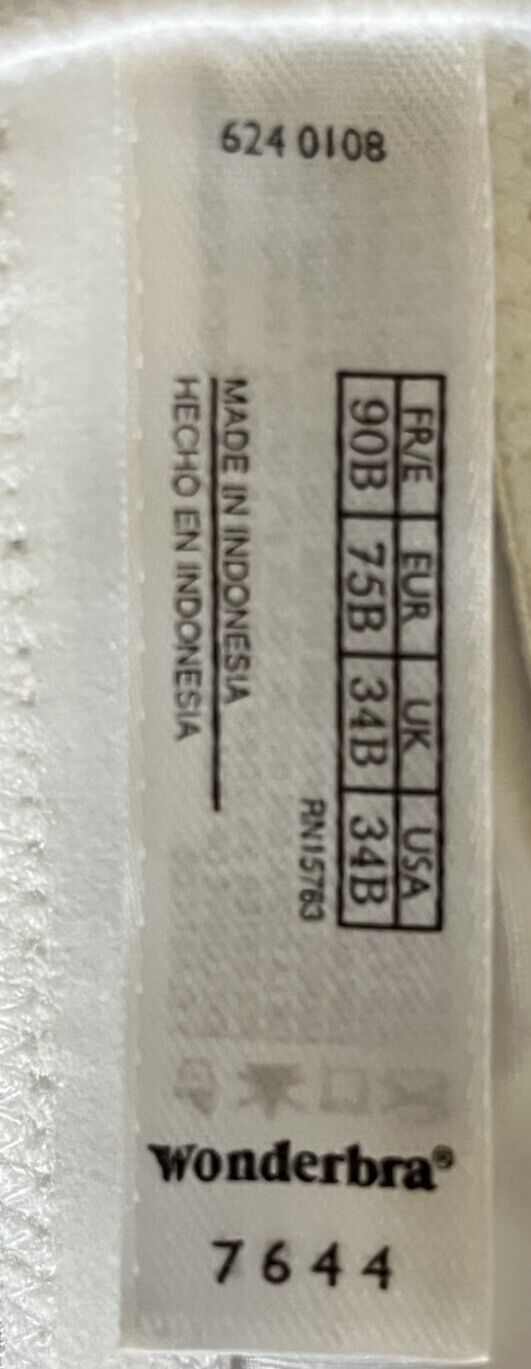 624 0108
FR/E EUR UK USA
90B 75B 34B 34B
RN15763
MADE IN INDONESIA
HECHO EN INDONESIA
Wonderbra®
7644